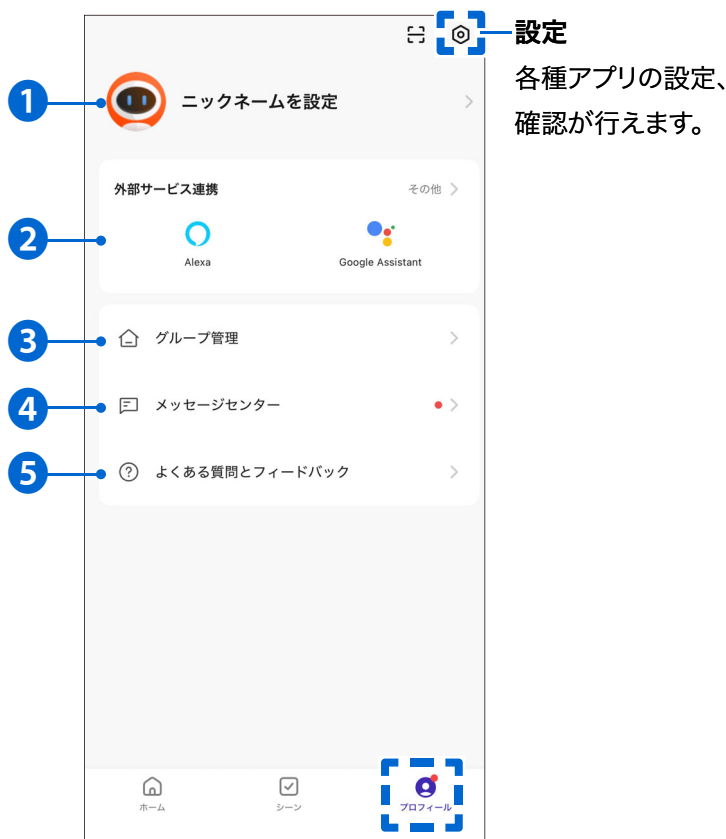 設定
各種アプリの設定、
確認が行えます。
1
ニックネームを設定
外部サービス連携
その他
2
Alexa
Google Assistant
3
グループ管理
4
メッセージセンター
5
よくある質問とフィードバック
ホーム
シーン
プロフィール